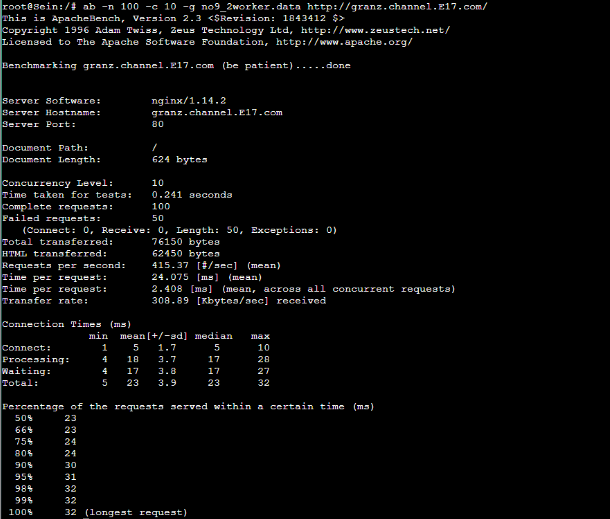 root@Sein:/# ab -n 100 -c 10 -g no9_2worker.data http://granz.channel.E17.com/
This is ApacheBench, Version 2.3 <$Revision: 1843412 $>
Copyright 1996 Adam Twiss, Zeus Technology Ltd, http://www.zeustech.net/
Licensed to The Apache Software Foundation, http://www.apache.org/
Benchmarking granz.channel.E17.com (be patient).....done
Server Software: nginx/1.14.2
Server Hostname: granz.channel.E17.com
Server Port: 80
Document Path: /
Document Length: 624 bytes
Concurrency Level: 10
Time taken for tests: 0.241 seconds
Complete requests: 100
Failed requests: 50
(Connect: 0, Receive: 0, Length: 50, Exceptions: 0)
Total transferred: 76150 bytes
HTML transferred: 62450 bytes
Requests per second: 415.37 [#/sec] (mean)
Time per request: 24.075 [ms] (mean)
Time per request: 2.408 [ms] (mean, across all concurrent requests)
Transfer rate: 308.89 [Kbytes/sec] received
Connection Times (ms)
min mean[+/-sd] median max
Connect: 1 5 1.7 5 10
Processing: 4 18 3.7 17 28
Waiting: 4 17 3.8 17 27
Total: 5 23 3.9 23 32
Percentage of the requests served within a certain time (ms)
50% 23
66% 23
75% 24
80% 24
90% 30
95% 31
98% 32
99% 32
100% 32 (longest request)